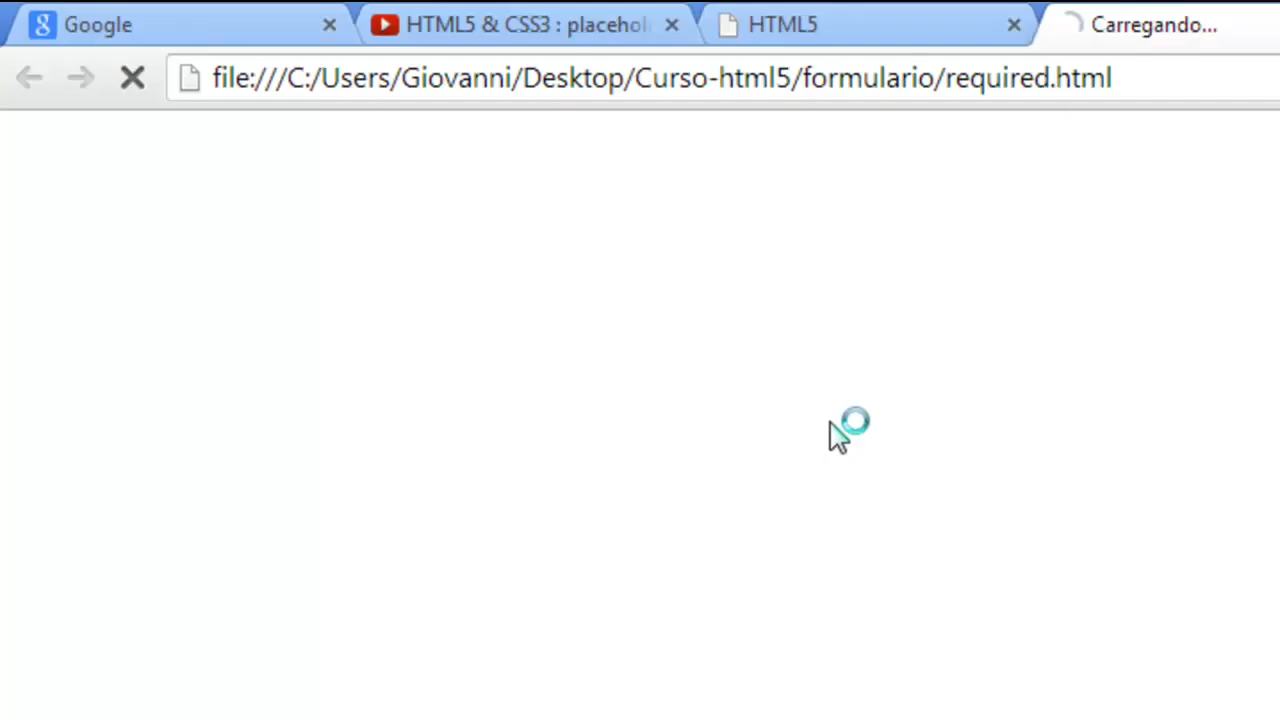 Google
HTML5 & CSS3 : placehol
HTML5
Carregando...
file:///C:/Users/Giovanni/Desktop/Curso-html5/formulario/required.html